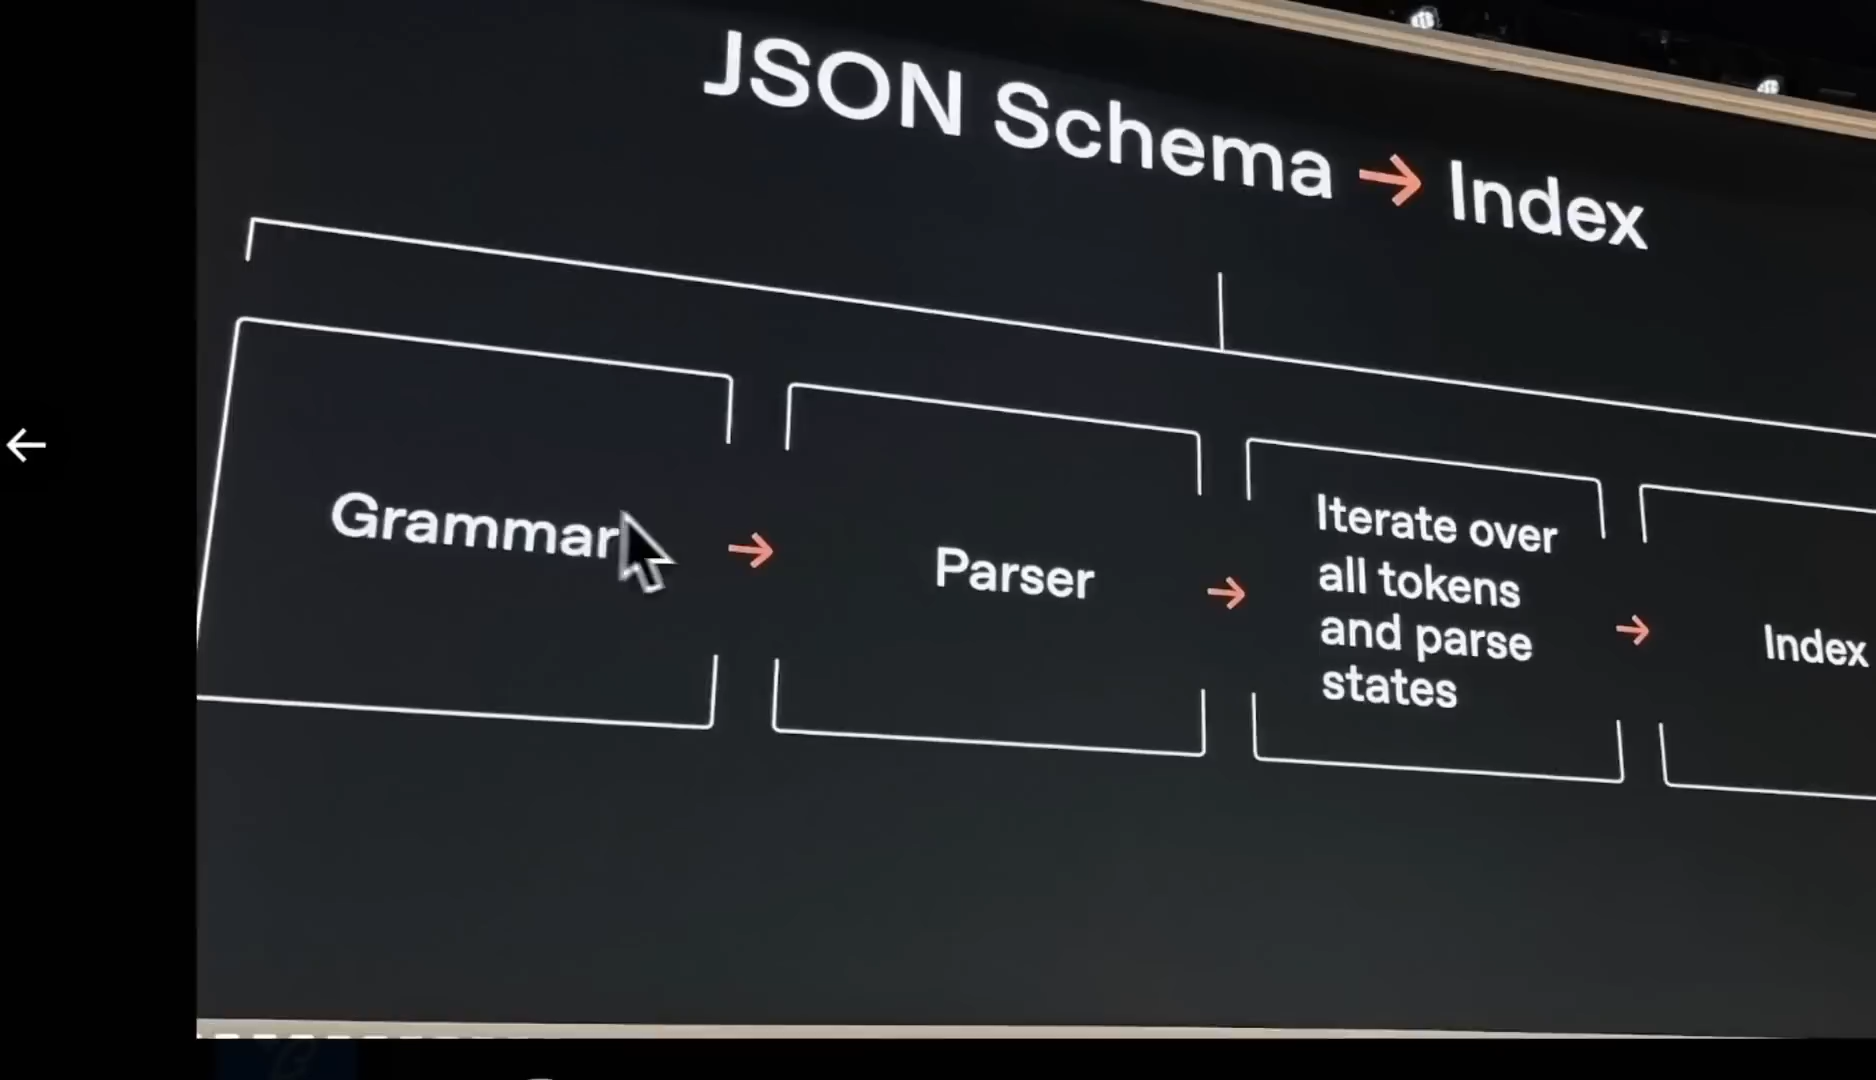 JSON Schema → Index
Grammar
→
Parser
→
Iterate over
all tokens
and parse
states
→
Index